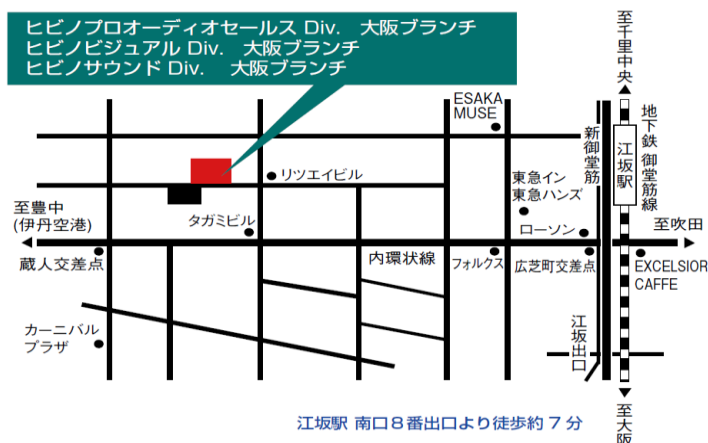 ヒビノプロオーディオセールス Div. 大阪ブランチ
ヒビノビジュアル Div. 大阪ブランチ
ヒビノサウンド Div. 大阪ブランチ
至千里中央
ESAKA
MUSE
新御堂筋
江坂駅
地下鉄 御堂筋線
リツエイビル
東急イン
東急ハンズ
至豊中
(伊丹空港)
タガミビル
ローソン
至吹田
蔵人交差点
内環状線
フォルクス
広芝町交差点
EXCELSIOR
CAFFE
カーニバル
プラザ
江坂出口
至大阪
江坂駅 南口8番出口より徒歩約7分